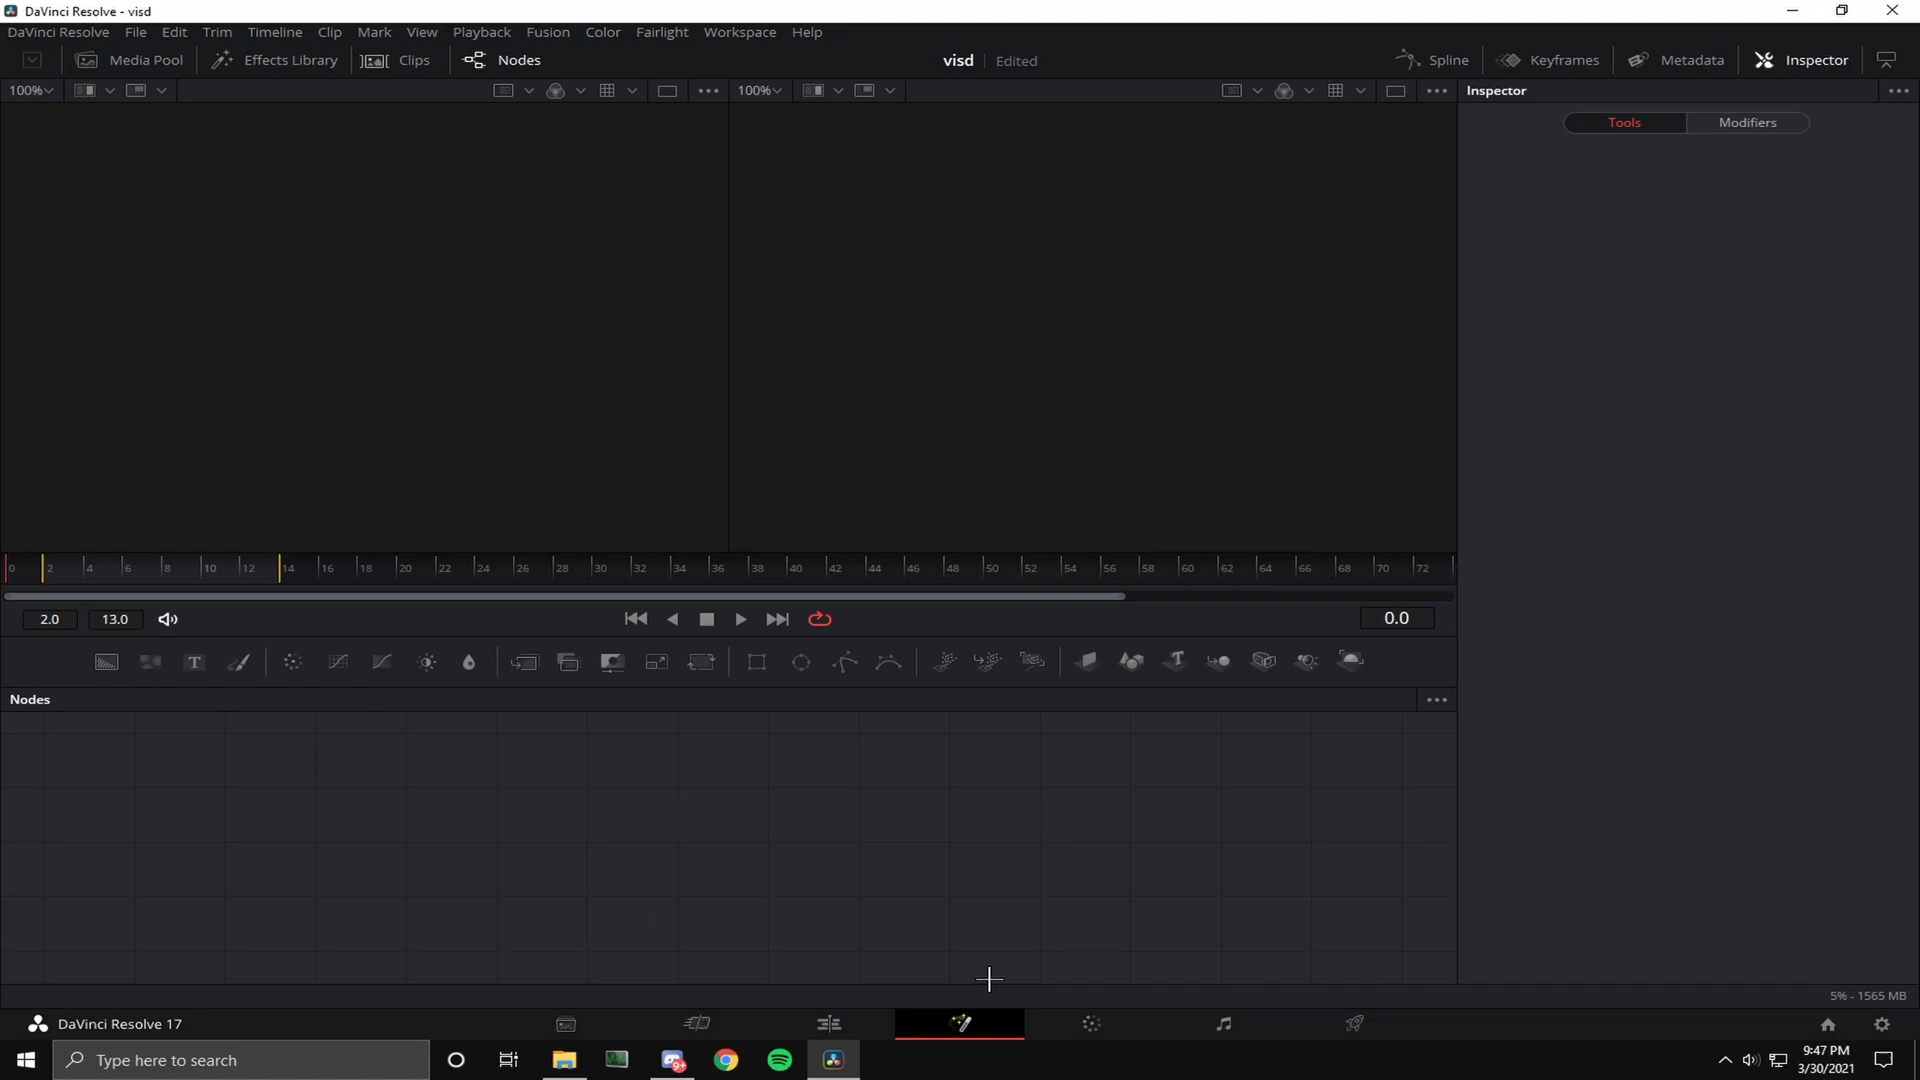 DaVinci Resolve - visd
DaVinci Resolve File Edit Trim Timeline Clip Mark View Playback Fusion Color Fairlight Workspace Help
Media Pool Effects Library Clips Nodes visd Edited Spline Keyframes Metadata Inspector
100% 100% Inspector
Tools Modifiers
0 2 4 6 8 10 12 14 16 18 20 22 24 26 28 30 32 34 36 38 40 42 44 46 48 50 52 54 56 58 60 62 64 66 68 70 72
2.0 13.0 0.0
T T
Nodes
5% - 1565 MB
DaVinci Resolve 17
Type here to search 9+ 9:47 PM
3/30/2021